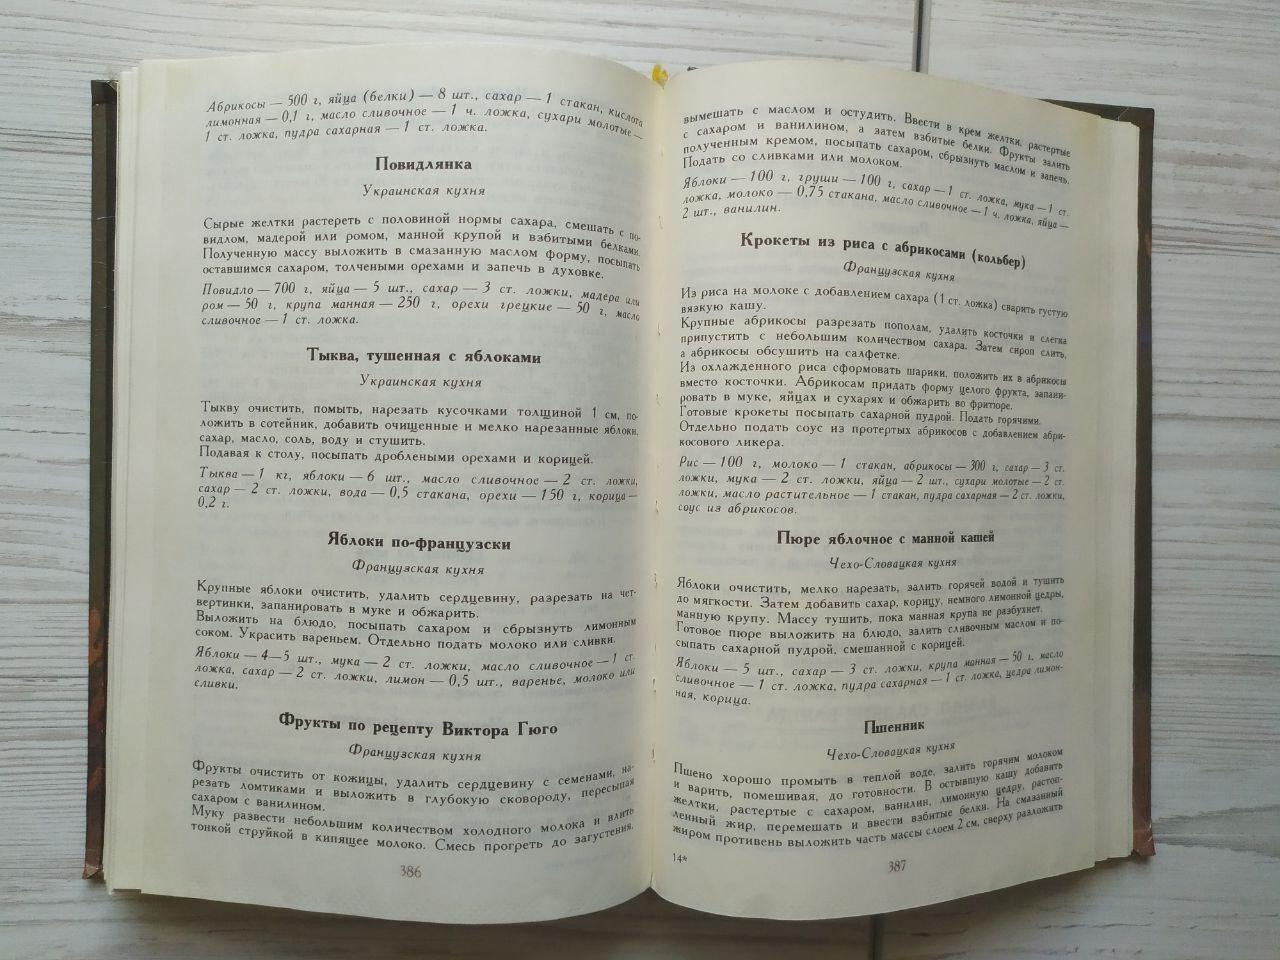 Абрикосы — 500 г, яйца (белки) — 8 шт., сахар — 1 стакан, кислота
лимонная — 0,1 г, масло сливочное — 1 ч. ложка, сухари молотые —
1 ст. ложка, пудра сахарная — 1 ст. ложка.
Повидлянка
Украинская кухня
Сырые желтки растереть с половиной нормы сахара, смешать с по-
видлом, мадерой или ромом, манной крупой и взбитыми белками.
Полученную массу выложить в смазанную маслом форму, посыпать
оставшимся сахаром, толчеными орехами и запечь в духовке.
Повидло — 700 г, яйца — 5 шт., сахар — 3 ст. ложки, мадера или
ром — 50 г, крупа манная — 250 г, орехи грецкие — 50 г, масло
сливочное — 1 ст. ложка.
Тыква, тушенная с яблоками
Украинская кухня
Тыкву очистить, помыть, нарезать кусочками толщиной 1 см, по-
ложить в сотейник, добавить очищенные и мелко нарезанные яблоки,
сахар, масло, соль, воду и стушить.
Подавая к столу, посыпать дроблеными орехами и корицей.
Тыква — 1 кг, яблоки — 6 шт., масло сливочное — 2 ст. ложки,
сахар — 2 ст. ложки, вода — 0,5 стакана, орехи — 150 г, корица —
0,2 г.
Яблоки по-французски
Французская кухня
Крупные яблоки очистить, удалить сердцевину, разрезать на чет-
вертинки, запанировать в муке и обжарить.
Выложить на блюдо, посыпать сахаром и сбрызнуть лимонным
соком. Украсить вареньем. Отдельно подать молоко или сливки.
Яблоки — 4—5 шт., мука — 2 ст. ложки, масло сливочное — 1 ст.
ложка, сахар — 2 ст. ложки, лимон — 0,5 шт., варенье, молоко или
сливки.
Фрукты по рецепту Виктора Гюго
Французская кухня
Фрукты очистить от кожицы, удалить сердцевину с семенами, на-
резать ломтиками и выложить в глубокую сковороду, пересыпая
сахаром с ванилином.
Муку развести небольшим количеством холодного молока и влить
тонкой струйкой в кипящее молоко. Смесь прогреть до загустения,
386
вымешать с маслом и остудить. Ввести в крем желтки, растертые
с сахаром и ванилином, а затем взбитые белки. Фрукты залить
полученным кремом, посыпать сахаром, сбрызнуть маслом и запечь.
Подать со сливками или молоком.
Яблоки — 100 г, груши — 100 г, сахар — 1 ст. ложка, мука — 1 ст.
ложка, молоко — 0,75 стакана, масло сливочное — 1 ч. ложка, яйца —
2 шт., ванилин.
Крокеты из риса с абрикосами (кольбер)
Французская кухня
Из риса на молоке с добавлением сахара (1 ст. ложка) сварить густую
вязкую кашу.
Крупные абрикосы разрезать пополам, удалить косточки и слегка
припустить с небольшим количеством сахара. Затем сироп слить,
а абрикосы обсушить на салфетке.
Из охлажденного риса сформовать шарики, положить их в абрикосы
вместо косточки. Абрикосам придать форму целого фрукта, запани-
ровать в муке, яйцах и сухарях и обжарить во фритюре.
Готовые крокеты посыпать сахарной пудрой. Подать горячими.
Отдельно подать соус из протертых абрикосов с добавлением абри-
косового ликера.
Рис — 100 г, молоко — 1 стакан, абрикосы — 300 г, сахар — 3 ст.
ложки, мука — 2 ст. ложки, яйца — 2 шт., сухари молотые — 2 ст.
ложки, масло растительное — 1 стакан, пудра сахарная — 2 ст. ложки,
соус из абрикосов.
Пюре яблочное с манной кашей
Чехо-Словацкая кухня
Яблоки очистить, мелко нарезать, залить горячей водой и тушить
до мягкости. Затем добавить сахар, корицу, немного лимонной цедры,
манную крупу. Массу тушить, пока манная крупа не разбухнет.
Готовое пюре выложить на блюдо, залить сливочным маслом и по-
сыпать сахарной пудрой, смешанной с корицей.
Яблоки — 5 шт., сахар — 3 ст. ложки, крупа манная — 50 г, масло
сливочное — 1 ст. ложка, пудра сахарная — 1 ст. ложка, цедра лимон-
ная, корица.
Пшенник
Чехо-Словацкая кухня
Пшено хорошо промыть в теплой воде, залить горячим молоком
и варить, помешивая, до готовности. В остывшую кашу добавить
желтки, растертые с сахаром, ванилин, лимонную цедру, растоп-
ленный жир, перемешать и ввести взбитые белки. На смазанный
жиром противень выложить часть массы слоем 2 см, сверху разложить
14*
387